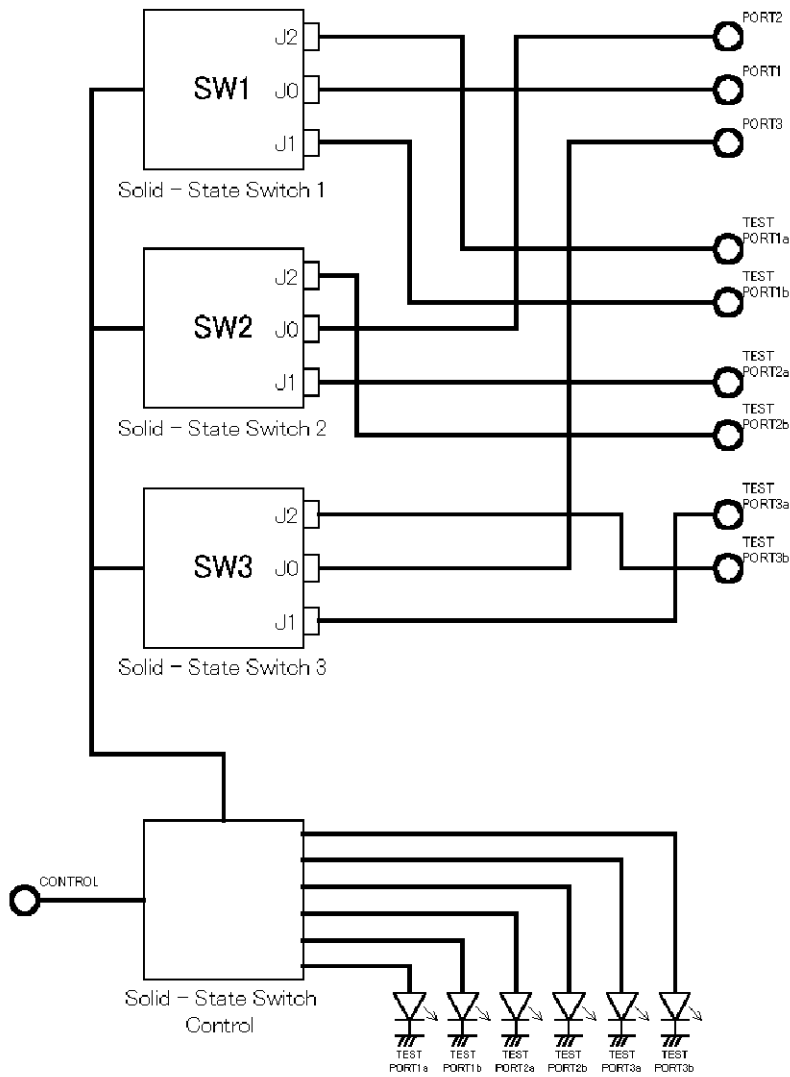 J2
SW1 J0
J1
Solid - State Switch 1
J2
SW2 J0
J1
Solid - State Switch 2
J2
SW3 J0
J1
Solid - State Switch 3
PORT2
PORT1
PORT3
TEST
PORT1a
TEST
PORT1b
TEST
PORT2a
TEST
PORT2b
TEST
PORT3a
TEST
PORT3b
CONTROL
Solid - State Switch
Control
TEST
PORT1a
TEST
PORT1b
TEST
PORT2a
TEST
PORT2b
TEST
PORT3a
TEST
PORT3b